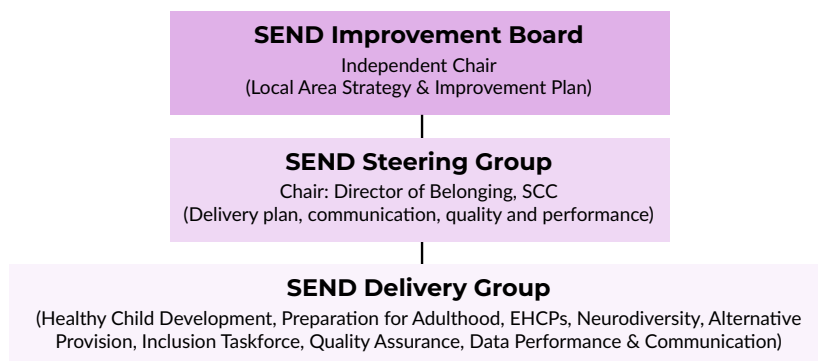 SEND Improvement Board
Independent Chair
(Local Area Strategy & Improvement Plan)
SEND Steering Group
Chair: Director of Belonging, SCC
(Delivery plan, communication, quality and performance)
SEND Delivery Group
(Healthy Child Development, Preparation for Adulthood, EHCPs, Neurodiversity, Alternative
Provision, Inclusion Taskforce, Quality Assurance, Data Performance & Communication)